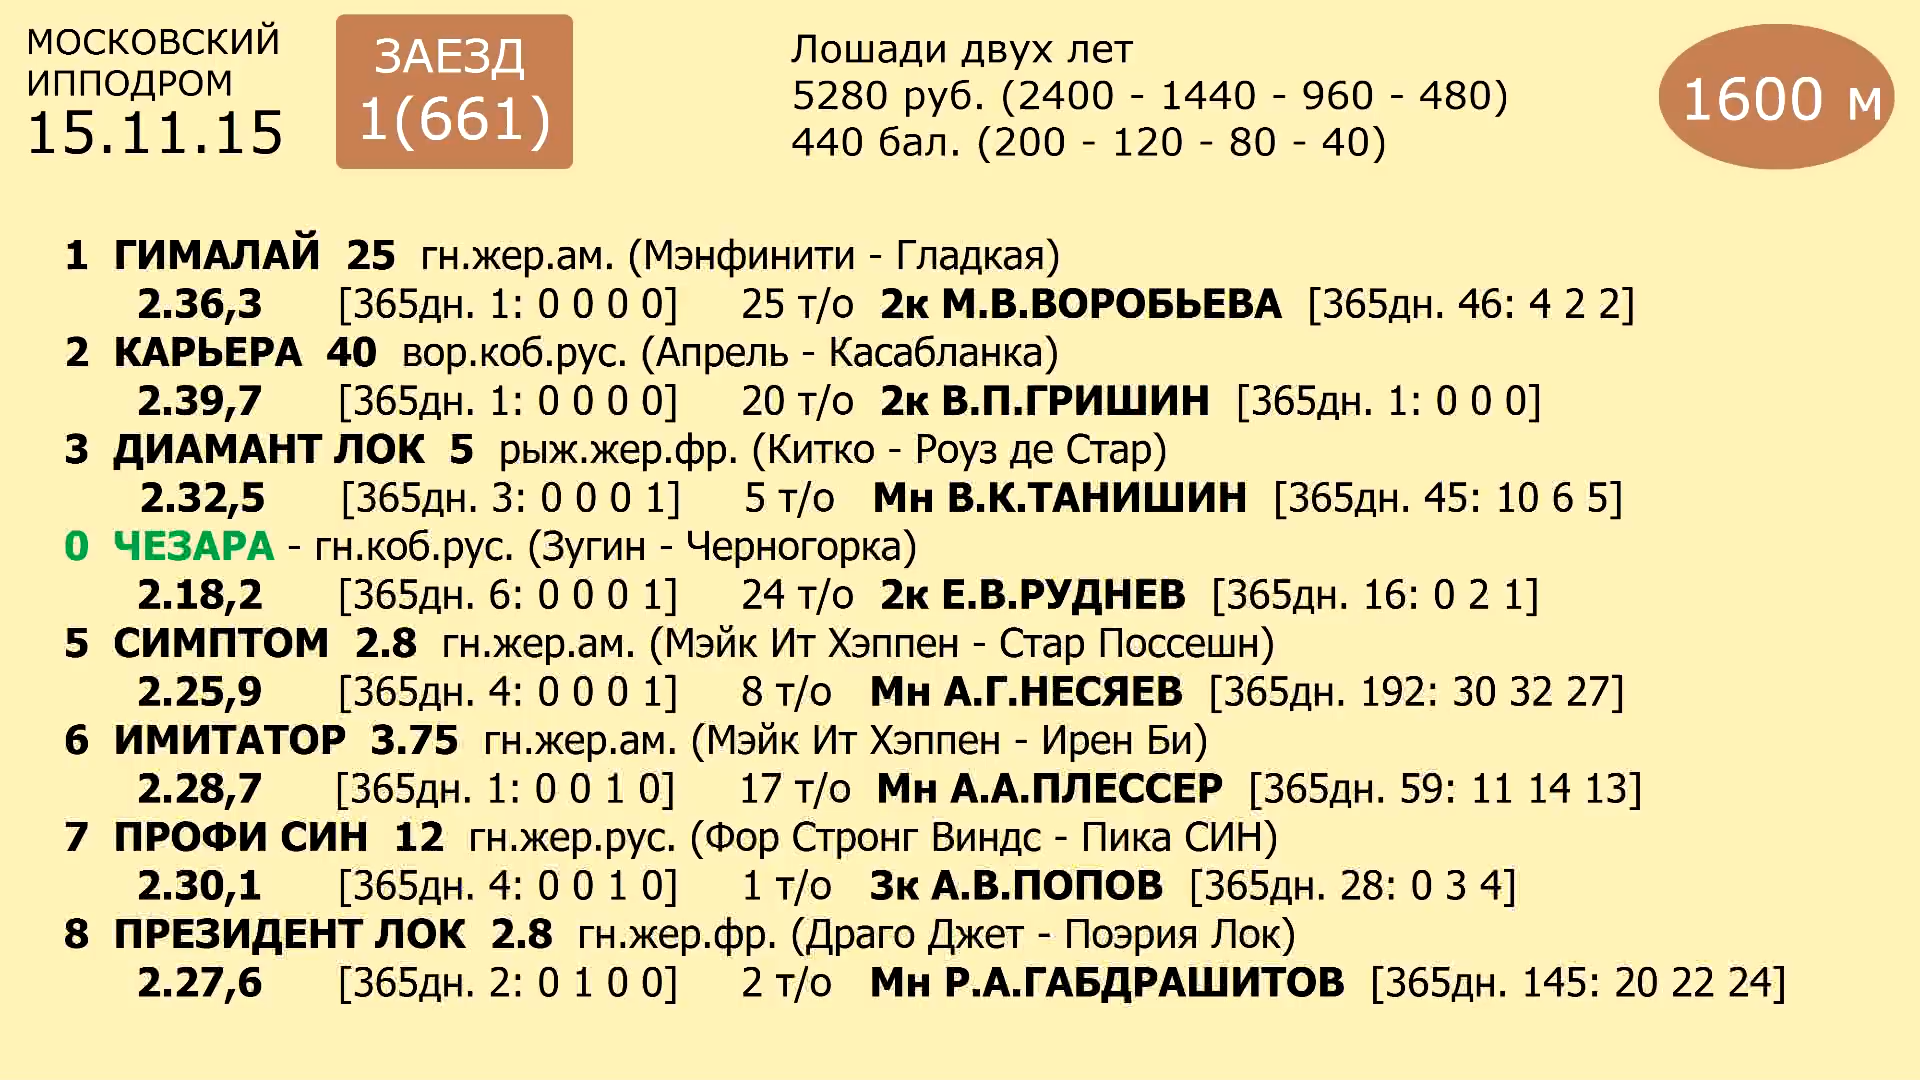 МОСКОВСКИЙ
ИППОДРОМ
15.11.15
ЗАЕЗД
1(661)
Лошади двух лет
5280 руб. (2400 - 1440 - 960 - 480)
440 бал. (200 - 120 - 80 - 40)
1600 м
1 ГИМАЛАЙ 25 гн.жер.ам. (Мэнфинити - Гладкая)
2.36,3 [365дн. 1: 0 0 0 0] 25 т/о 2к М.В.ВОРОБЬЕВА [365дн. 46: 4 2 2]
2 КАРЬЕРА 40 вор.коб.рус. (Апрель - Касабланка)
2.39,7 [365дн. 1: 0 0 0 0] 20 т/о 2к В.П.ГРИШИН [365дн. 1: 0 0 0]
3 ДИАМАНТ ЛОК 5 рыж.жер.фр. (Китко - Роуз де Стар)
2.32,5 [365дн. 3: 0 0 0 1] 5 т/о Мн В.К.ТАНИШИН [365дн. 45: 10 6 5]
0 ЧЕЗАРА - гн.коб.рус. (Зугин - Черногорка)
2.18,2 [365дн. 6: 0 0 0 1] 24 т/о 2к Е.В.РУДНЕВ [365дн. 16: 0 2 1]
5 СИМПТОМ 2.8 гн.жер.ам. (Мэйк Ит Хэппен - Стар Поссешн)
2.25,9 [365дн. 4: 0 0 0 1] 8 т/о Мн А.Г.НЕСЯЕВ [365дн. 192: 30 32 27]
6 ИМИТАТОР 3.75 гн.жер.ам. (Мэйк Ит Хэппен - Ирен Би)
2.28,7 [365дн. 1: 0 0 1 0] 17 т/о Мн А.А.ПЛЕССЕР [365дн. 59: 11 14 13]
7 ПРОФИ СИН 12 гн.жер.рус. (Фор Стронг Виндс - Пика СИН)
2.30,1 [365дн. 4: 0 0 1 0] 1 т/о 3к А.В.ПОПОВ [365дн. 28: 0 3 4]
8 ПРЕЗИДЕНТ ЛОК 2.8 гн.жер.фр. (Драго Джет - Поэрия Лок)
2.27,6 [365дн. 2: 0 1 0 0] 2 т/о Мн Р.А.ГАБДРАШИТОВ [365дн. 145: 20 22 24]